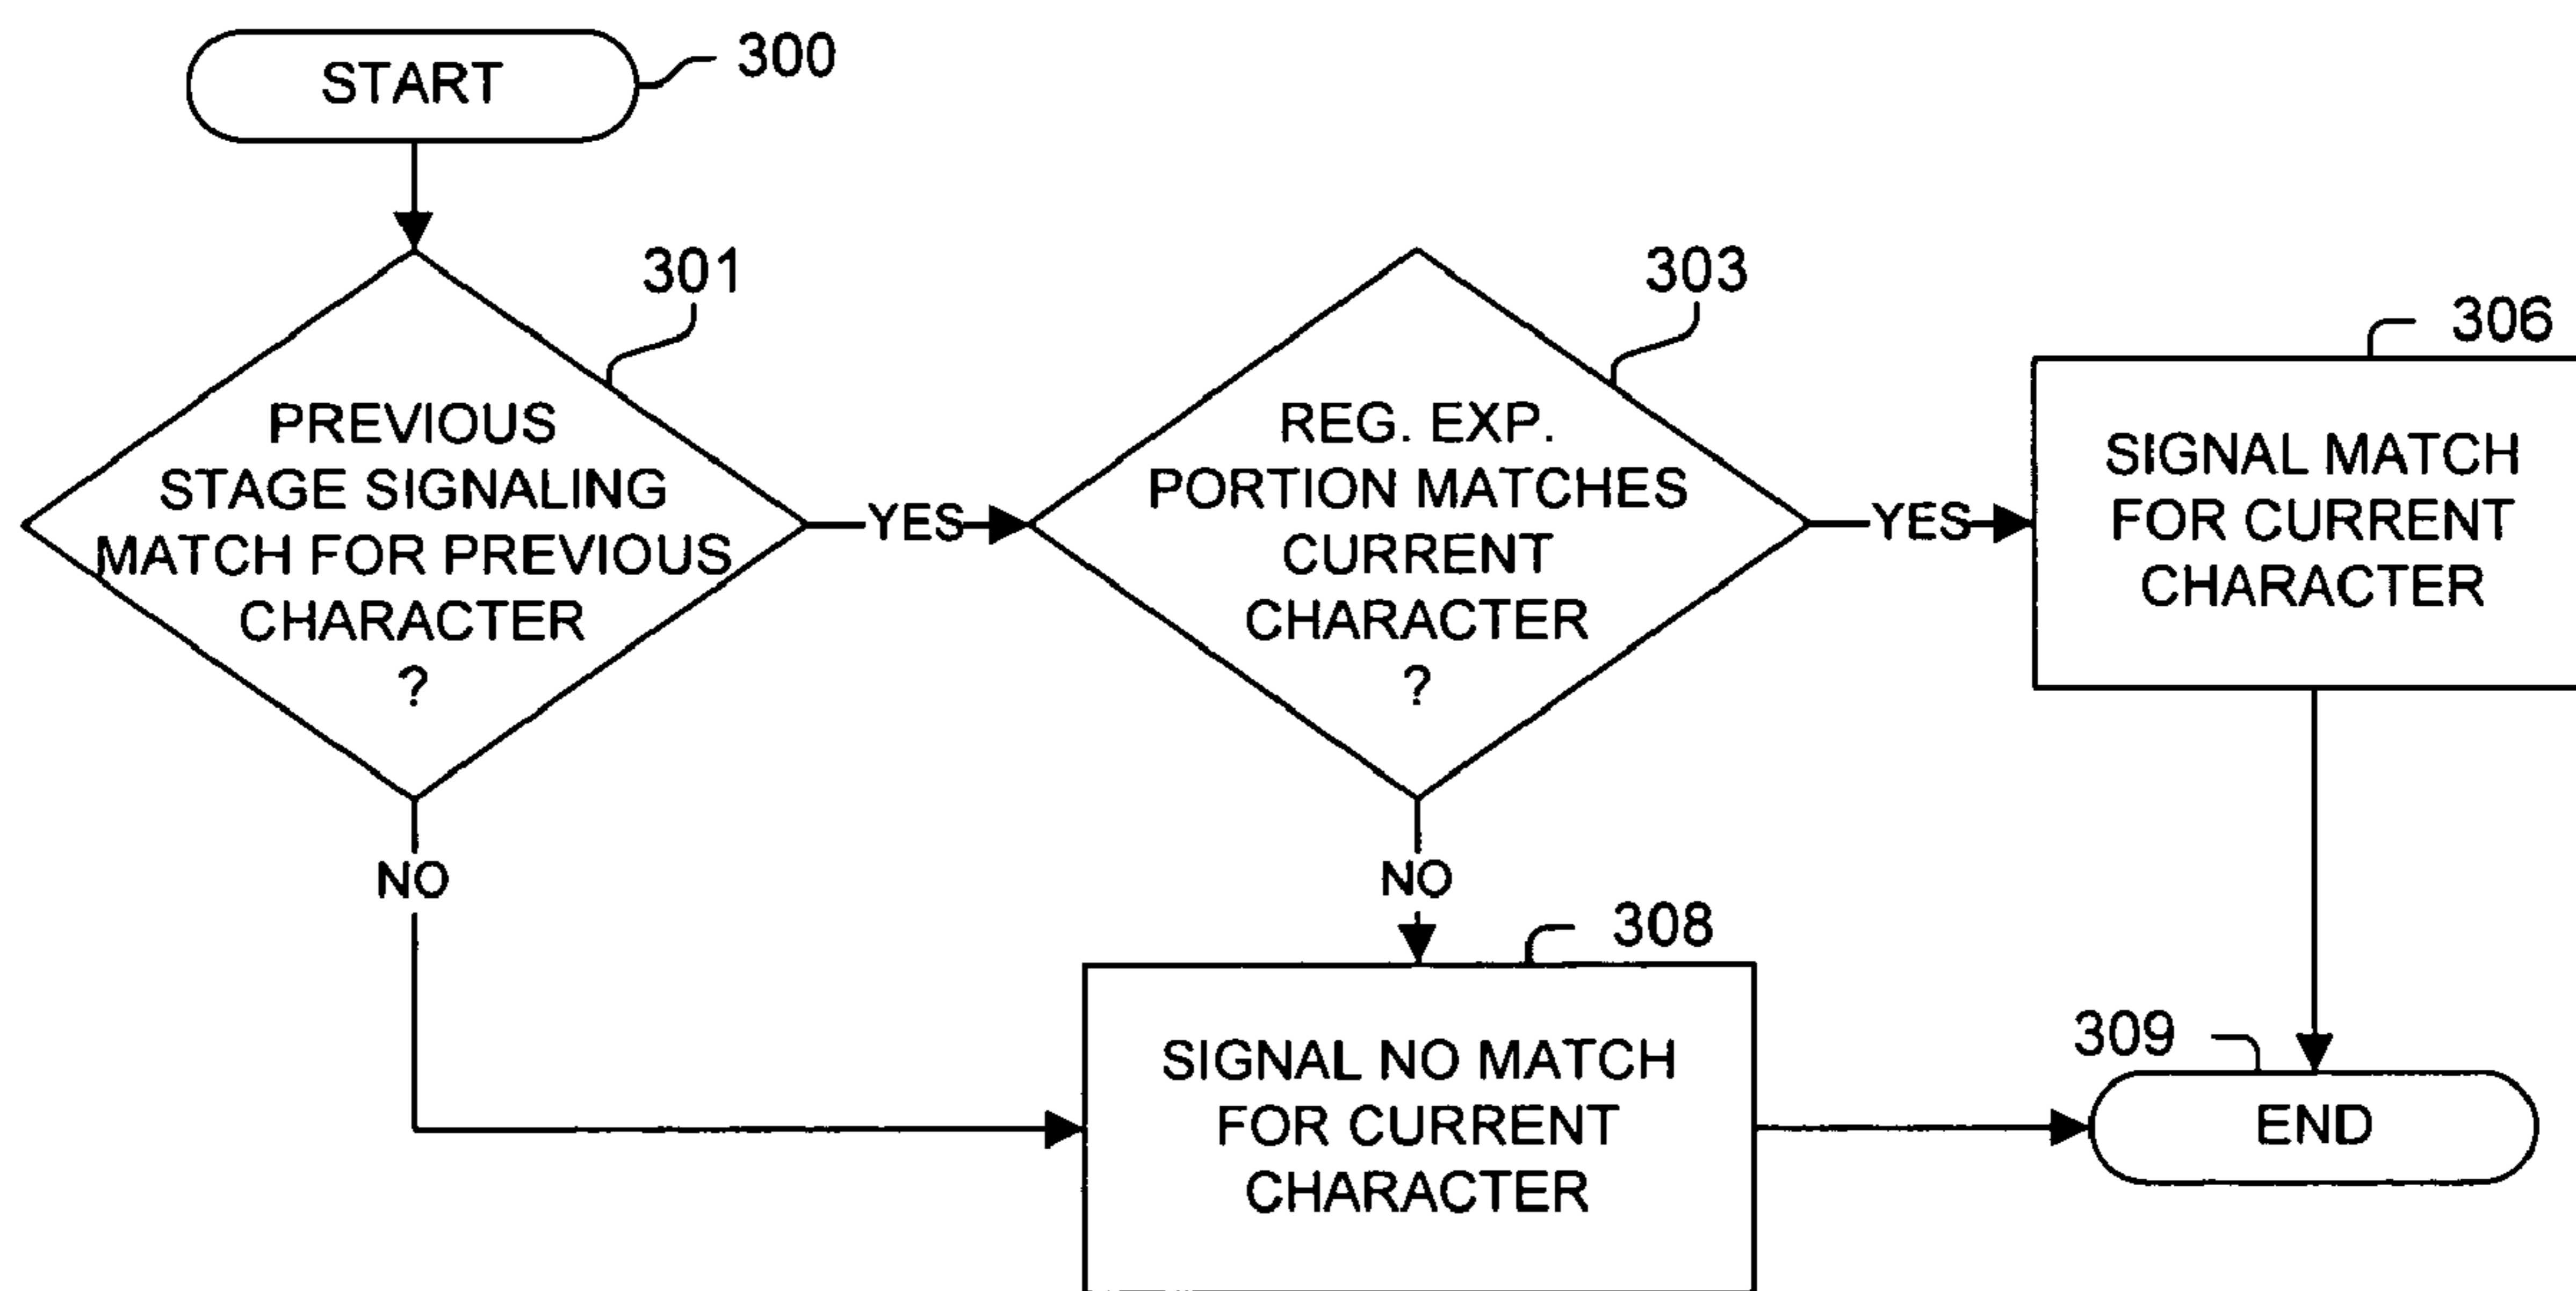 START
300
301
PREVIOUS
STAGE SIGNALING
MATCH FOR PREVIOUS
CHARACTER
?
YES
NO
303
REG. EXP.
PORTION MATCHES
CURRENT
CHARACTER
?
YES
NO
306
SIGNAL MATCH
FOR CURRENT
CHARACTER
308
SIGNAL NO MATCH
FOR CURRENT
CHARACTER
309
END